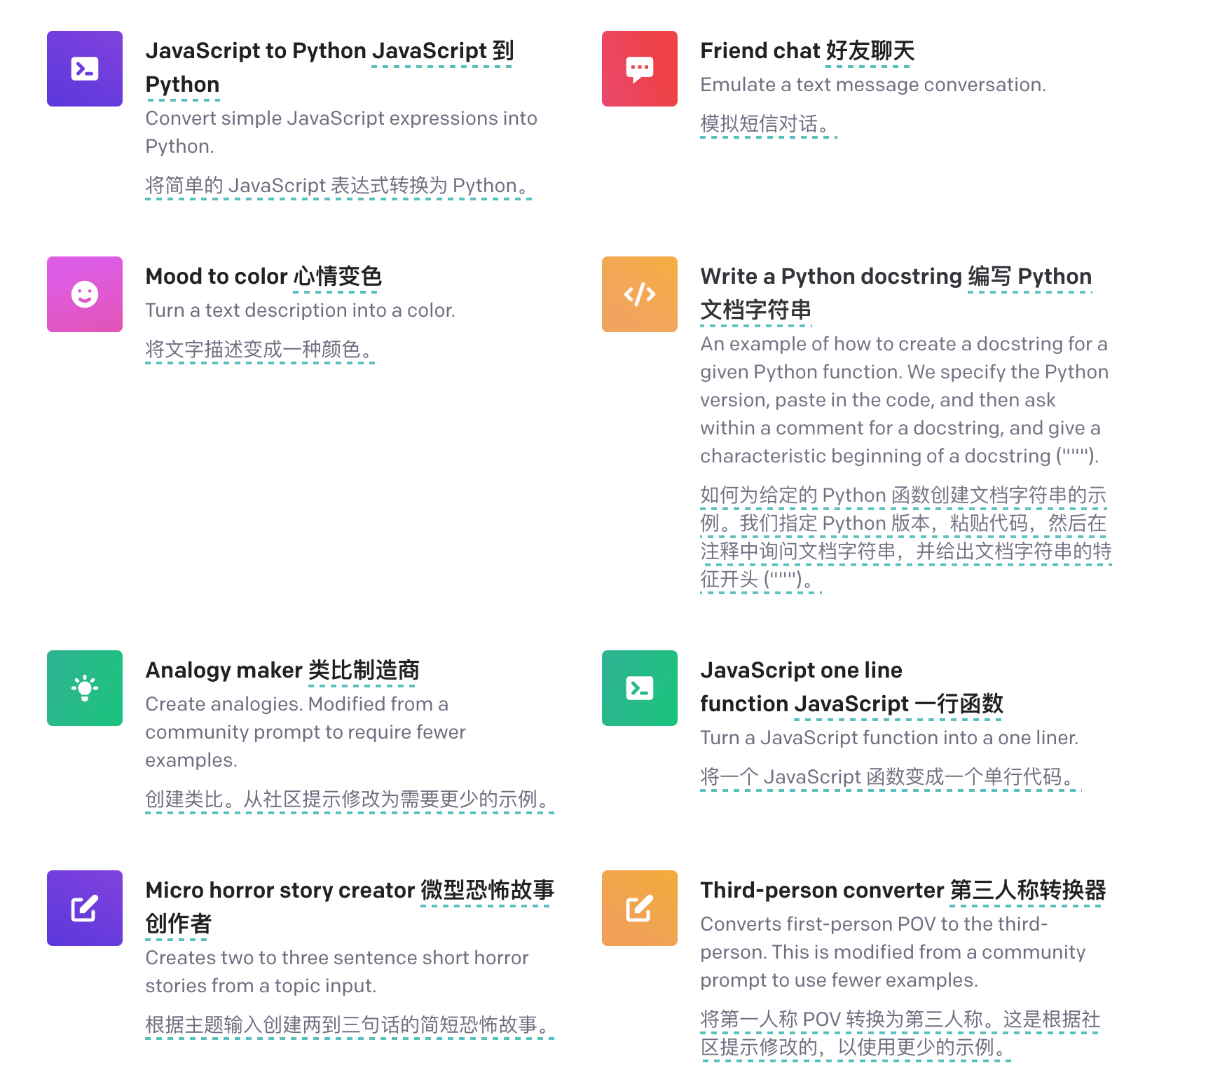 JavaScript to Python JavaScript 到
Python
Convert simple JavaScript expressions into
Python.
将简单的 JavaScript 表达式转换为 Python。
Friend chat 好友聊天
Emulate a text message conversation.
模拟短信对话。
Mood to color 心情变色
Turn a text description into a color.
将文字描述变成一种颜色。
Write a Python docstring 编写 Python
文档字符串
An example of how to create a docstring for a
given Python function. We specify the Python
version, paste in the code, and then ask
within a comment for a docstring, and give a
characteristic beginning of a docstring (""").
如何为给定的 Python 函数创建文档字符串的示
例。我们指定 Python 版本，粘贴代码，然后在
注释中询问文档字符串，并给出文档字符串的特
征开头 (""")。
Analogy maker 类比制造商
Create analogies. Modified from a
community prompt to require fewer
examples.
创建类比。从社区提示修改为需要更少的示例。
JavaScript one line
function JavaScript 一行函数
Turn a JavaScript function into a one liner.
将一个 JavaScript 函数变成一个单行代码。
Micro horror story creator 微型恐怖故事
创作者
Creates two to three sentence short horror
stories from a topic input.
根据主题输入创建两到三句话的简短恐怖故事。
Third-person converter 第三人称转换器
Converts first-person POV to the third-
person. This is modified from a community
prompt to use fewer examples.
将第一人称 POV 转换为第三人称。这是根据社
区提示修改的，以使用更少的示例。